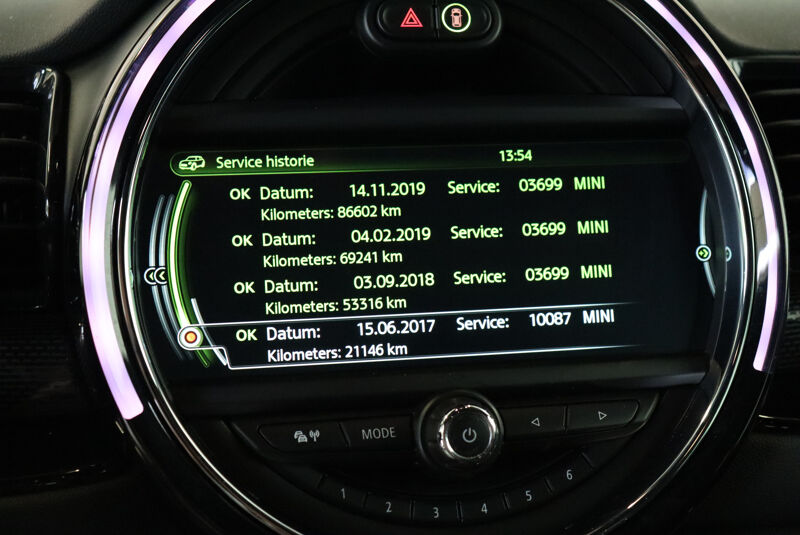 Service historie 13:54
OK Datum: 14.11.2019 Service: 03699 MINI
Kilometers: 86602 km
OK Datum: 04.02.2019 Service: 03699 MINI
Kilometers: 69241 km
OK Datum: 03.09.2018 Service: 03699 MINI
Kilometers: 53316 km
OK Datum: 15.06.2017 Service: 10087 MINI
Kilometers: 21146 km
MODE
1 2 3 4 5 6